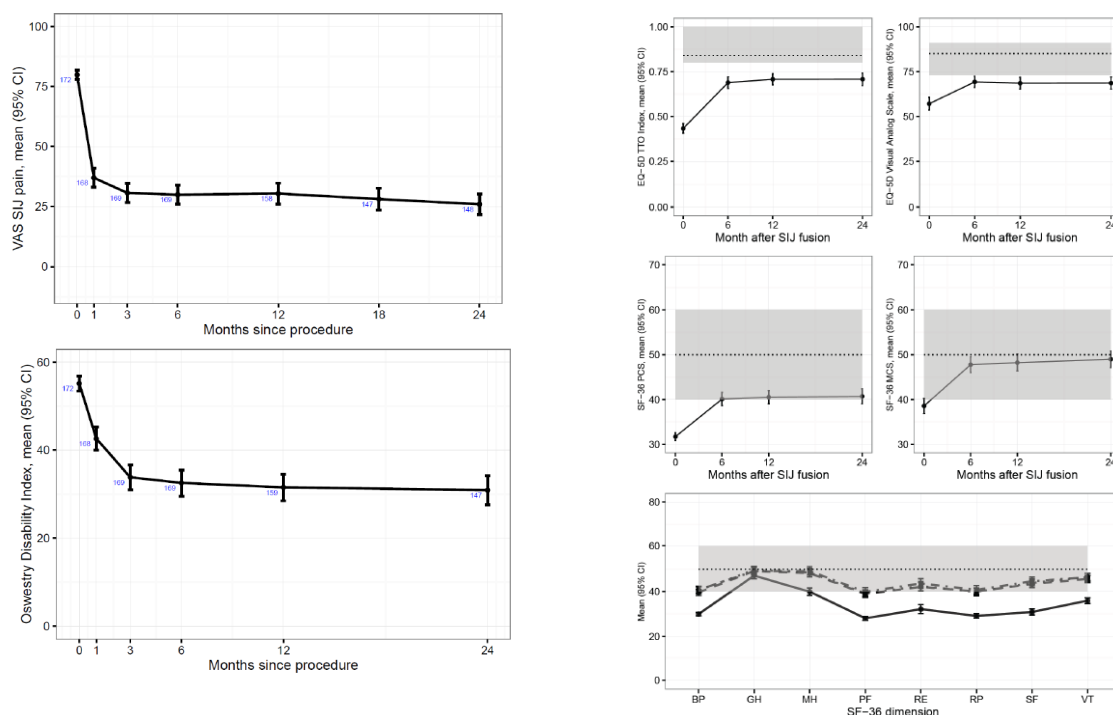 VAS SIJ pain, mean (95% CI)
100
75
50
25
0
172
168
169
169
158
147
148
0 1 3 6 12 18 24
Months since procedure
Oswestry Disability Index, mean (95% CI)
60
40
20
0
172
168
169
169
159
147
0 1 3 6 12 24
Months since procedure
EQ-5D TTO Index, mean (95% CI)
1.00
0.75
0.50
0.25
0.00
0 6 12 24
Month after SIJ fusion
EQ-5D Visual Analog Scale, mean (95% CI)
100
75
50
25
0
0 6 12 24
Month after SIJ fusion
SF-36 PCS, mean (95% CI)
70
60
50
40
30
0 6 12 24
Month after SIJ fusion
SF-36 MCS, mean (95% CI)
70
60
50
40
30
0 6 12 24
Month after SIJ fusion
Mean (95% CI)
80
60
40
20
0
BP GH MH PF RE RP SF VT
SF-36 dimension